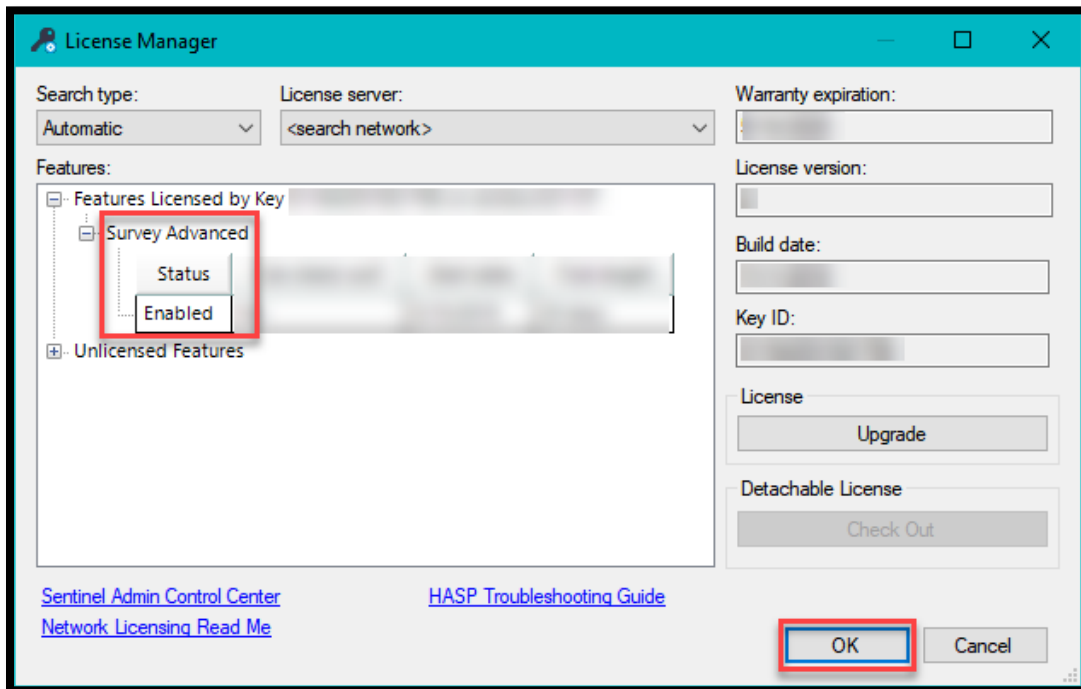 License Manager
Search type:
License server:
Automatic
<search network>
Features:
Features Licensed by Key
Survey Advanced
Status
Enabled
Unlicensed Features
Sentinel Admin Control Center
HASP Troubleshooting Guide
Network Licensing Read Me
Warranty expiration:
License version:
Build date:
Key ID:
License
Upgrade
Detachable License
Check Out
OK
Cancel